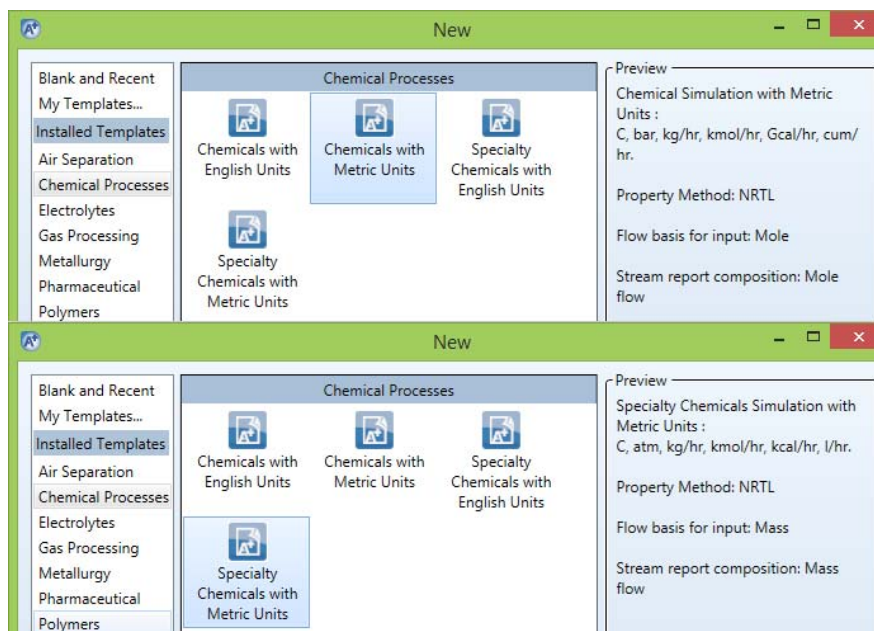 New
Blank and Recent
My Templates...
Installed Templates
Air Separation
Chemical Processes
Electrolytes
Gas Processing
Metallurgy
Pharmaceutical
Polymers
Chemical Processes
Chemicals with
English Units
Chemicals with
Metric Units
Specialty
Chemicals with
English Units
Specialty
Chemicals with
Metric Units
Preview
Chemical Simulation with Metric
Units :
C, bar, kg/hr, kmol/hr, Gcal/hr, cum/
hr.
Property Method: NRTL
Flow basis for input: Mole
Stream report composition: Mole
flow
New
Blank and Recent
My Templates...
Installed Templates
Air Separation
Chemical Processes
Electrolytes
Gas Processing
Metallurgy
Pharmaceutical
Polymers
Chemical Processes
Chemicals with
English Units
Chemicals with
Metric Units
Specialty
Chemicals with
English Units
Specialty
Chemicals with
Metric Units
Preview
Specialty Chemicals Simulation with
Metric Units :
C, atm, kg/hr, kmol/hr, kcal/hr, l/hr.
Property Method: NRTL
Flow basis for input: Mass
Stream report composition: Mass
flow